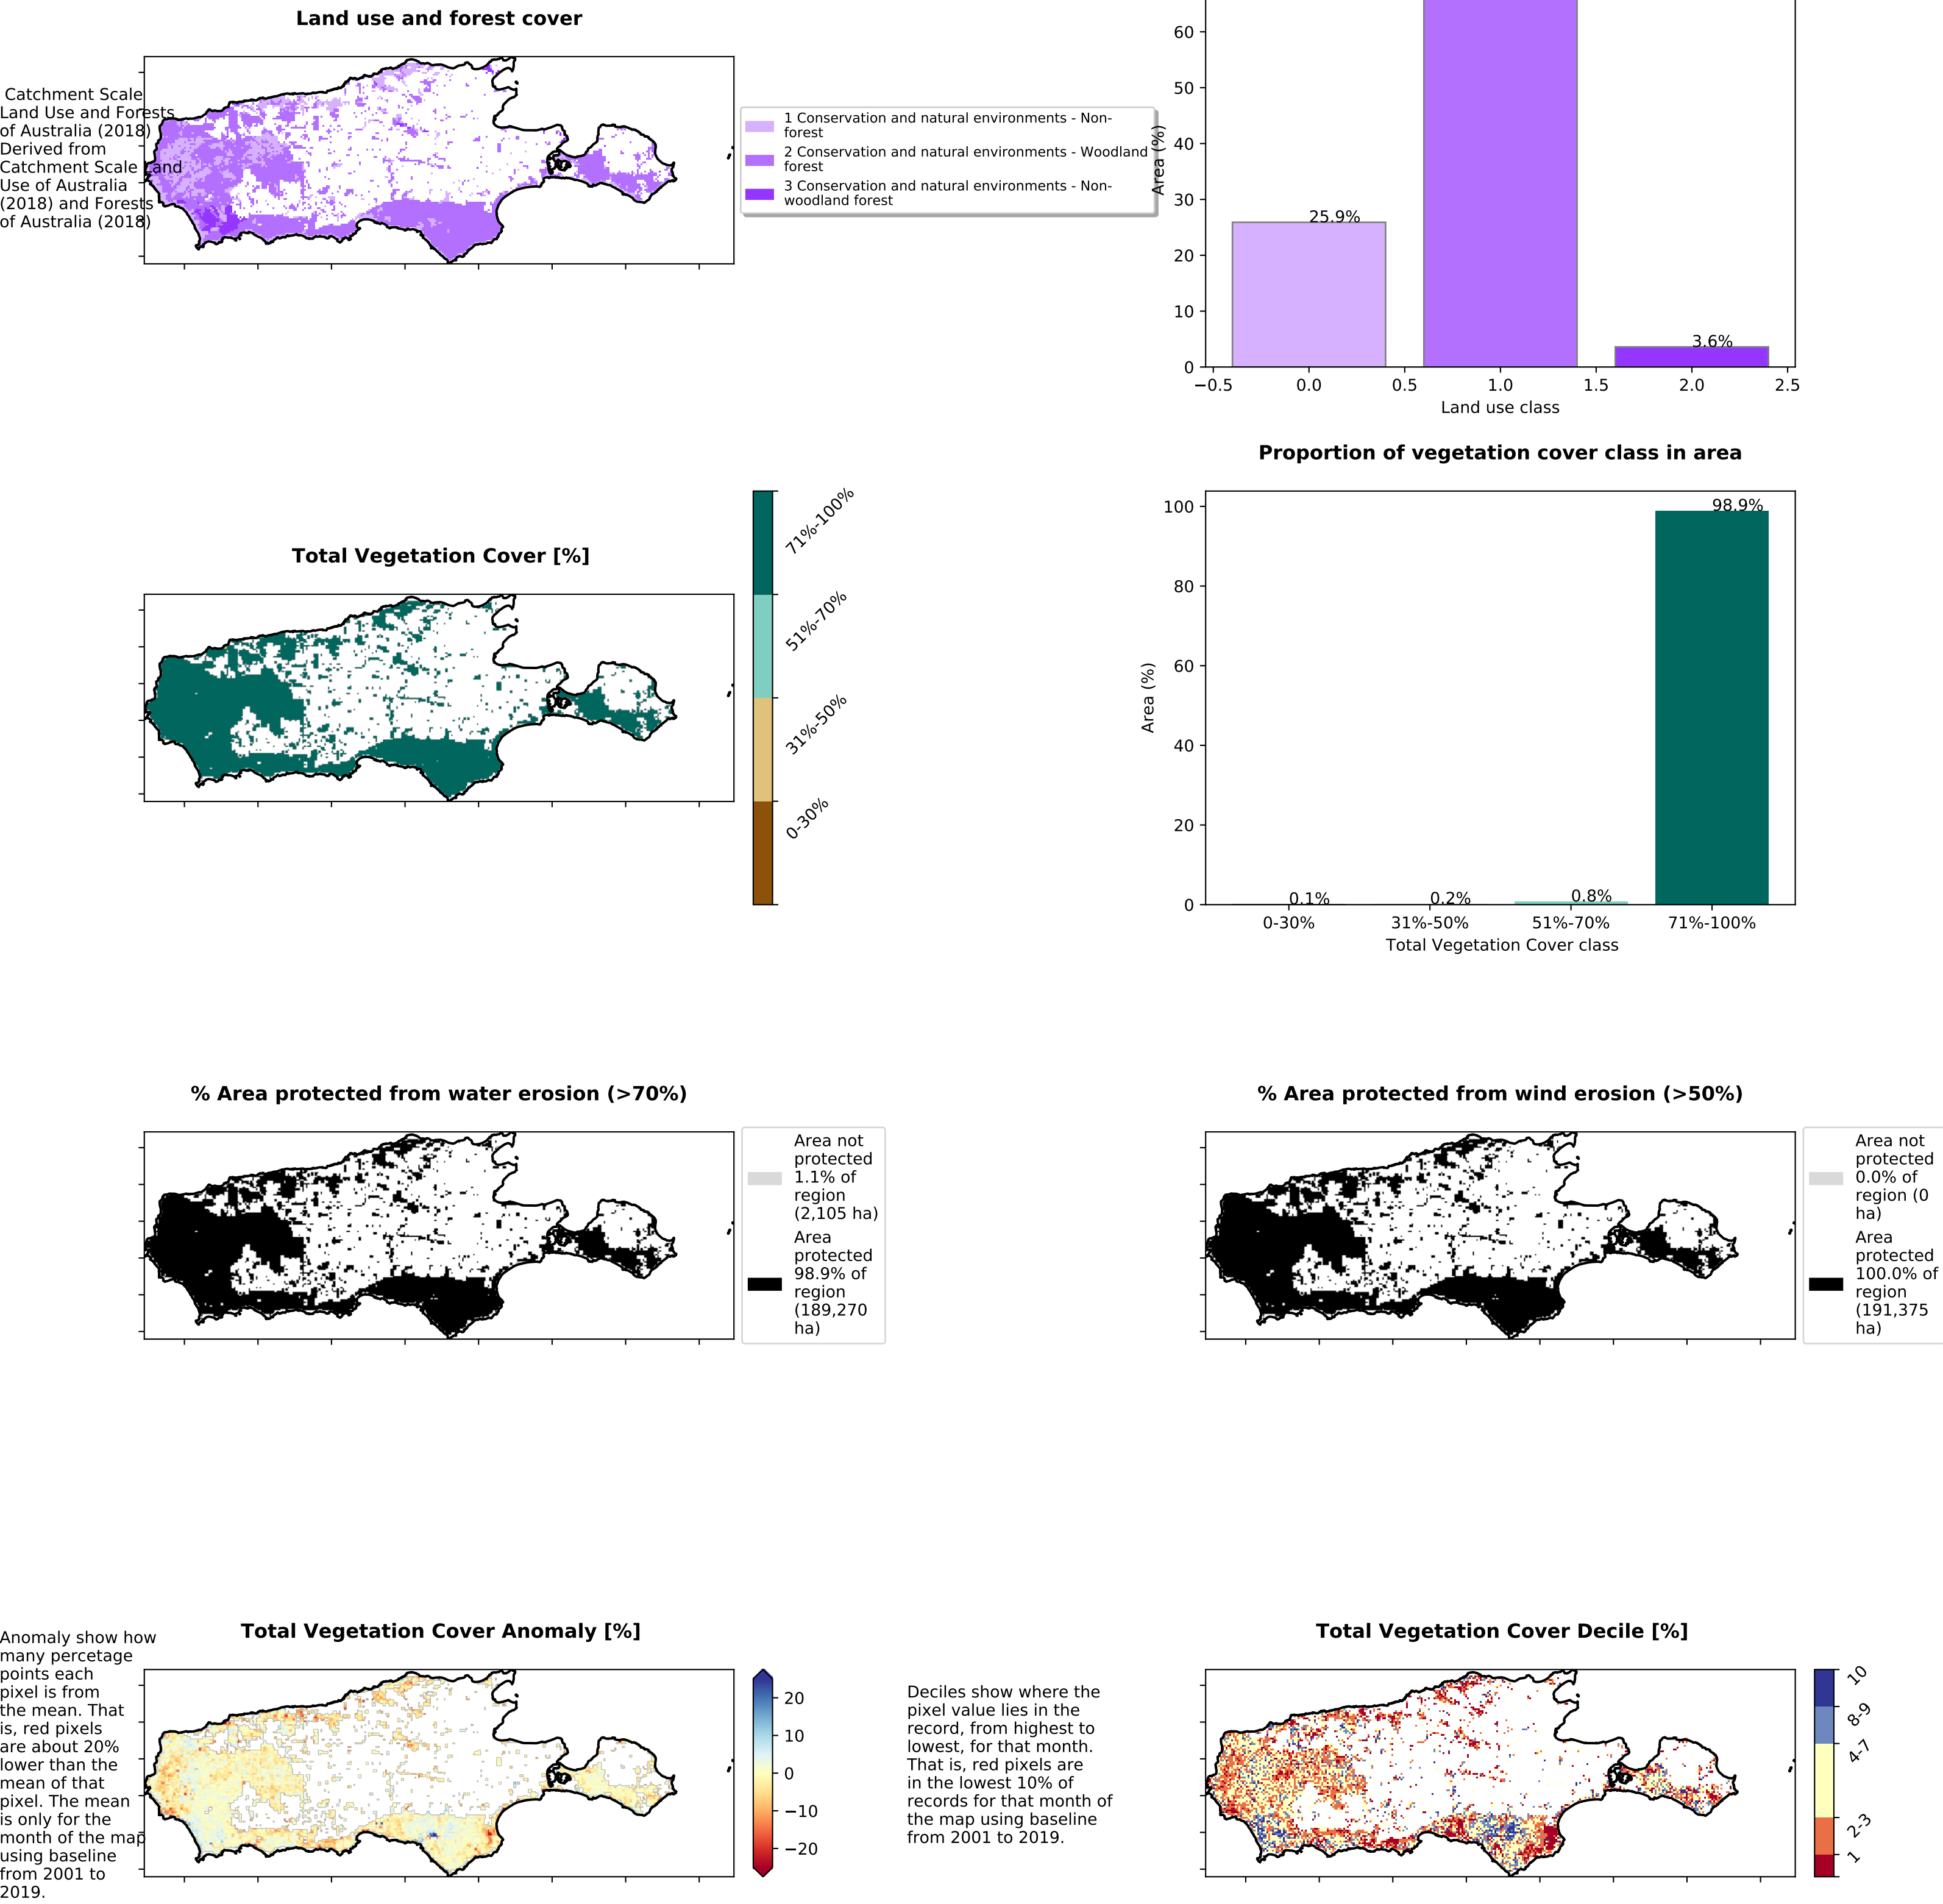 Land use and forest cover
Catchment Scale
Land Use and Forests
of Australia (2018)
Derived from
Catchment Scale Land
Use of Australia
(2018) and Forests
of Australia (2018)
1 Conservation and natural environments - Non-
forest
2 Conservation and natural environments - Woodland
forest
3 Conservation and natural environments - Non-
woodland forest
60
50
40
30
20
10
0
Area (%)
25.9%
3.6%
−0.5
0.0
0.5
1.0
1.5
2.0
2.5
Land use class
Total Vegetation Cover [%]
71%-100%
51%-70%
31%-50%
0-30%
Proportion of vegetation cover class in area
100
80
60
40
20
0
Area (%)
0.1%
0.2%
0.8%
98.9%
0-30%
31%-50%
51%-70%
71%-100%
Total Vegetation Cover class
% Area protected from water erosion (>70%)
Area not
protected
1.1% of
region
(2,105 ha)
Area
protected
98.9% of
region
(189,270
ha)
% Area protected from wind erosion (>50%)
Area not
protected
0.0% of
region (0
ha)
Area
protected
100.0% of
region
(191,375
ha)
Anomaly show how
many percetage
points each
pixel is from
the mean. That
is, red pixels
are about 20%
lower than the
mean of that
pixel. The mean
is only for the
month of the map
using baseline
from 2001 to
2019.
Total Vegetation Cover Anomaly [%]
20
10
0
−10
−20
Deciles show where the
pixel value lies in the
record, from highest to
lowest, for that month.
That is, red pixels are
in the lowest 10% of
records for that month of
the map using baseline
from 2001 to 2019.
Total Vegetation Cover Decile [%]
10
8-9
4-7
2-3
1